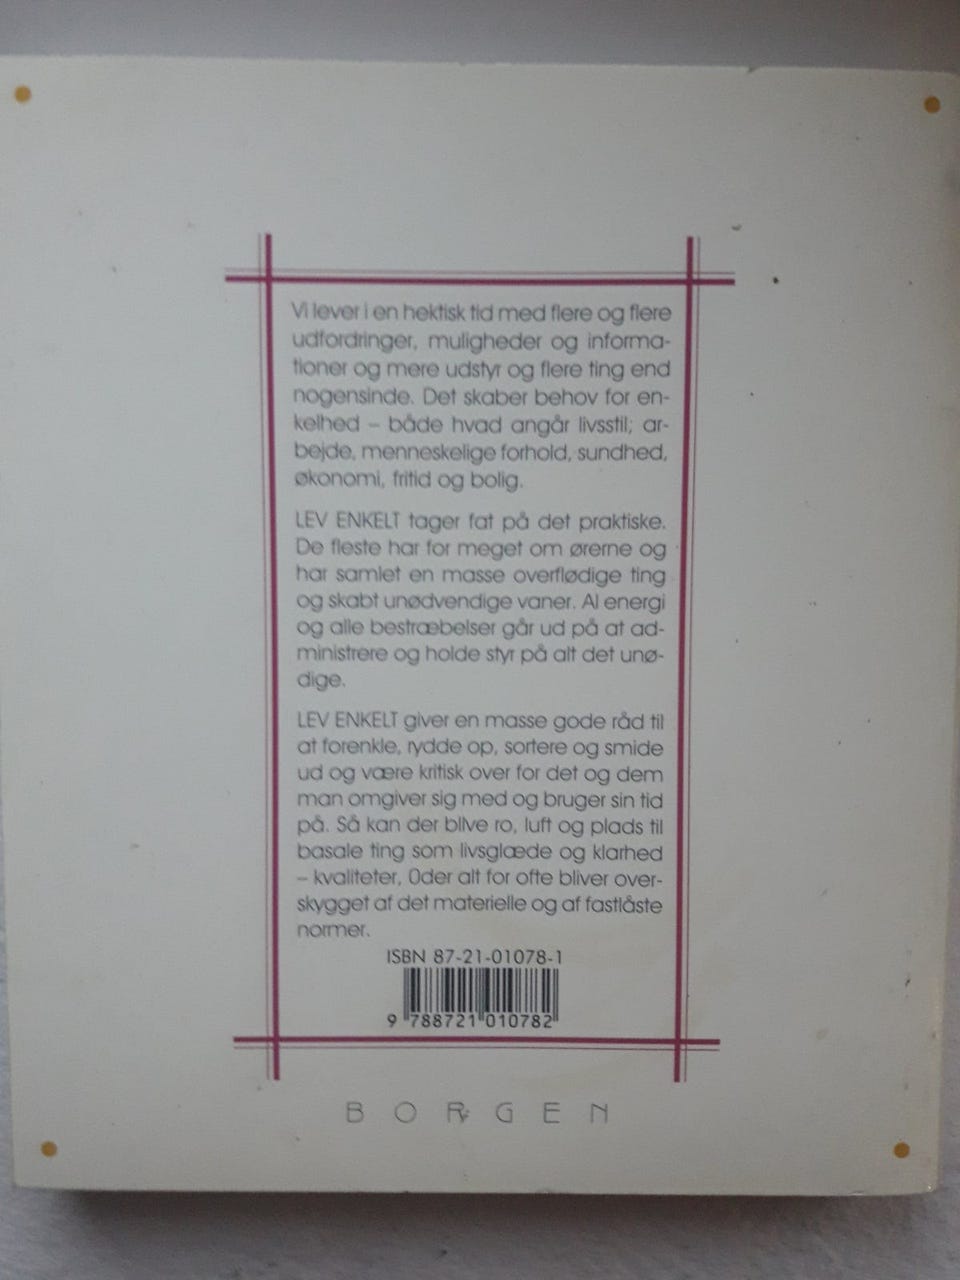 Vi lever i en hektisk tid med flere og flere
udfordringer, muligheder og informa-
tioner og mere udstyr og flere ting end
nogensinde. Det skaber behov for en-
kelhed – både hvad angår livsstil; ar-
bejde, menneskelige forhold, sundhed,
økonomi, fritid og bolig.
LEV ENKELT tager fat på det praktiske.
De fleste har for meget om ørerne og
har samlet en masse overflødige ting
og skabt unødvendige vaner. Al energi
og alle bestræbelser går ud på at ad-
ministrere og holde styr på alt det unø-
dige.
LEV ENKELT giver en masse gode råd til
at forenkle, rydde op, sortere og smide
ud og være kritisk over for det og dem
man omgiver sig med og bruger sin tid
på. Så kan der blive ro, luft og plads til
basale ting som livsglæde og klarhed
– kvaliteter, 0der alt for ofte bliver over-
skygget af det materielle og af fastlåste
normer.
ISBN 87-21-01078-1
9 788721 010782
BORGEN